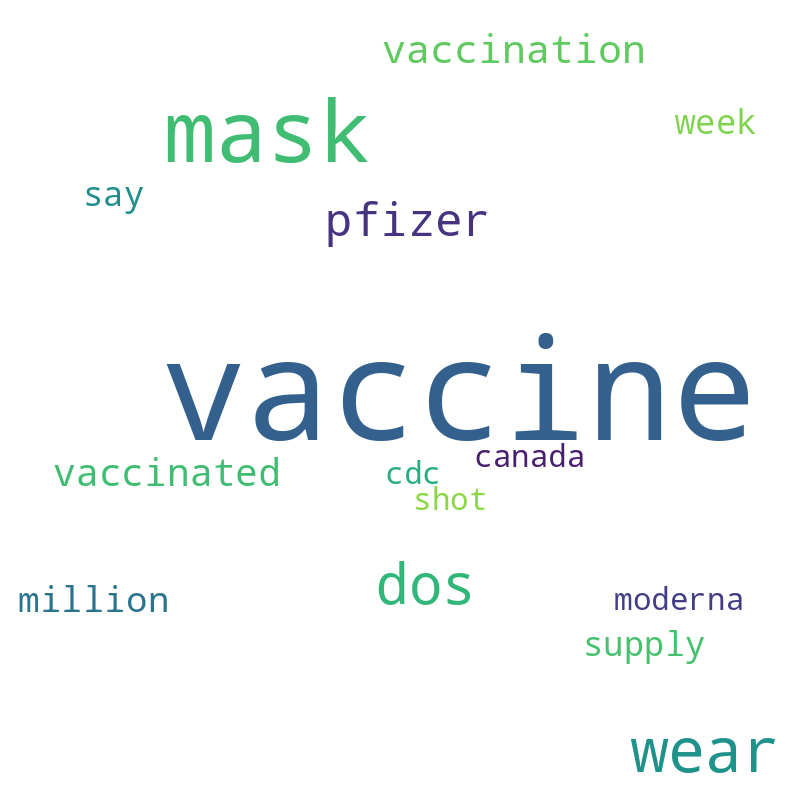 vaccination
mask
week
say
pfizer
vaccine
canada
vaccinated
cdc
shot
dos
million
moderna
supply
wear